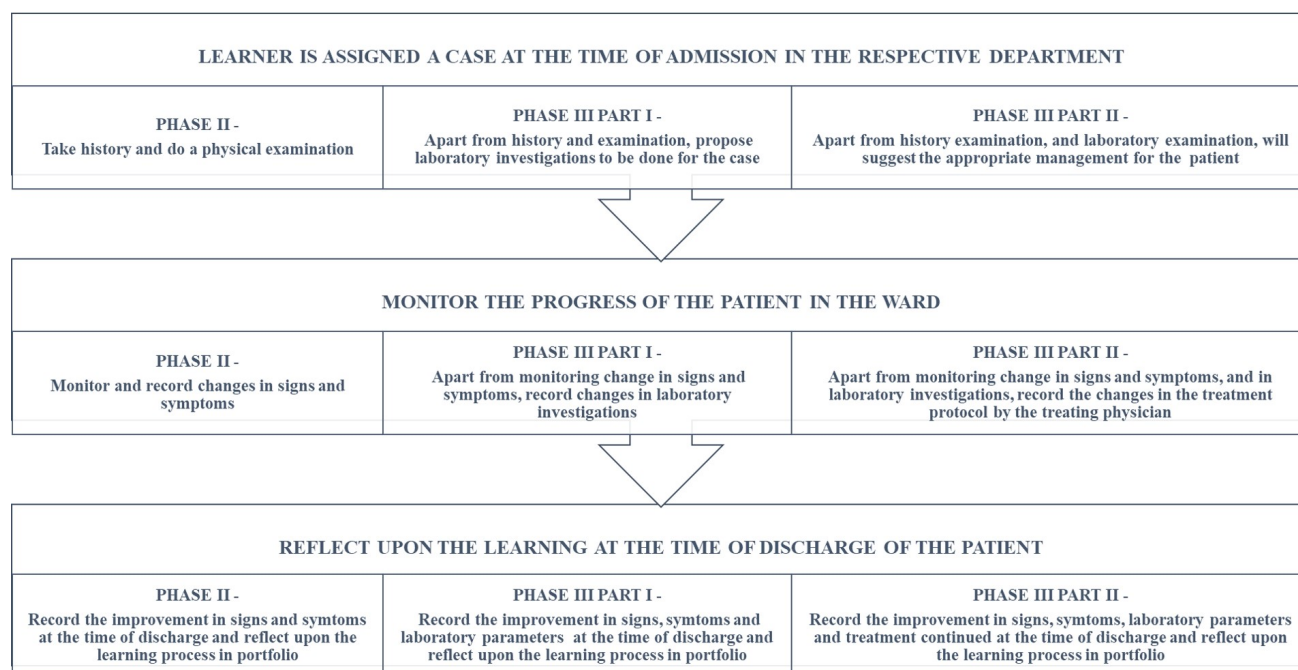 LEARNER IS ASSIGNED A CASE AT THE TIME OF ADMISSION IN THE RESPECTIVE DEPARTMENT
PHASE II -
Take history and do a physical examination
PHASE III PART I -
Apart from history and examination, propose
laboratory investigations to be done for the case
PHASE III PART II -
Apart from history examination, and laboratory examination, will
suggest the appropriate management for the patient
MONITOR THE PROGRESS OF THE PATIENT IN THE WARD
PHASE II -
Monitor and record changes in signs and
symptoms
PHASE III PART I -
Apart from monitoring change in signs and
symptoms, record changes in laboratory
investigations
PHASE III PART II -
Apart from monitoring change in signs and symptoms, and in
laboratory investigations, record the changes in the treatment
protocol by the treating physician
REFLECT UPON THE LEARNING AT THE TIME OF DISCHARGE OF THE PATIENT
PHASE II -
Record the improvement in signs and symtoms
at the time of discharge and reflect upon the
learning process in portfolio
PHASE III PART I -
Record the improvement in signs, symtoms and
laboratory parameters at the time of discharge and
reflect upon the learning process in portfolio
PHASE III PART II -
Record the improvement in signs, symtoms, laboratory parameters
and treatment continued at the time of discharge and reflect upon
the learning process in portfolio